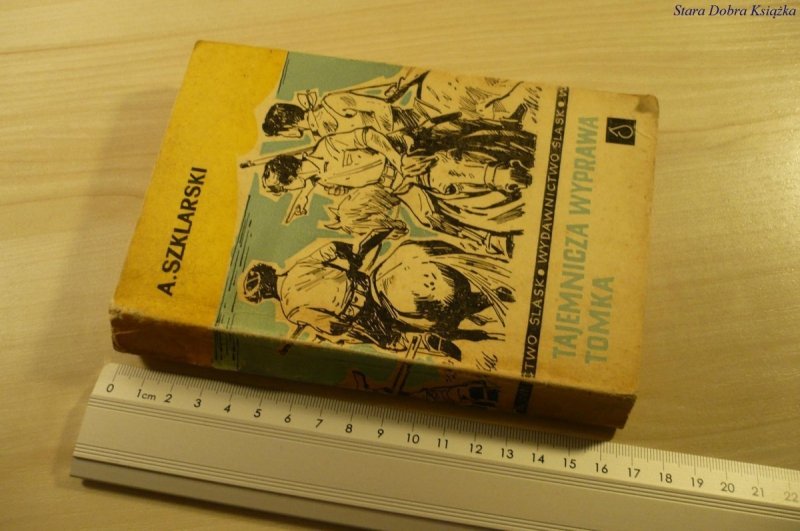 Stara Dobra Książka
A. SZKLARSKI
WYDAWNICTWO ŚLĄSK • WYDAWNICTWO ŚLĄSK • W
TAJEMNICZA WYPRAWA
TOMKA
0 1cm 2 3 4 5 6 7 8 9 10 11 12 13 14 15 16 17 18 19 20 21 22